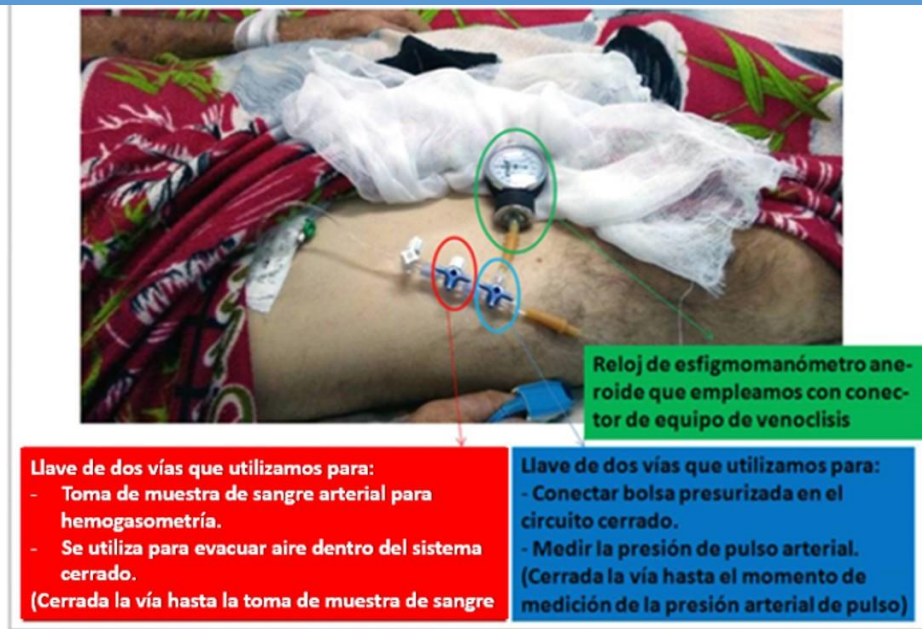 Reloj de esfigmomanómetro ane-
roide que empleamos con conec-
tor de equipo de venoclisis
Llave de dos vías que utilizamos para:
- Toma de muestra de sangre arterial para
hemogasometría.
- Se utiliza para evacuar aire dentro del sistema
cerrado.
(Cerrada la vía hasta la toma de muestra de sangre
Llave de dos vías que utilizamos para:
- Conectar bolsa presurizada en el
circuito cerrado.
- Medir la presión de pulso arterial.
(Cerrada la vía hasta el momento de
medición de la presión arterial de pulso)